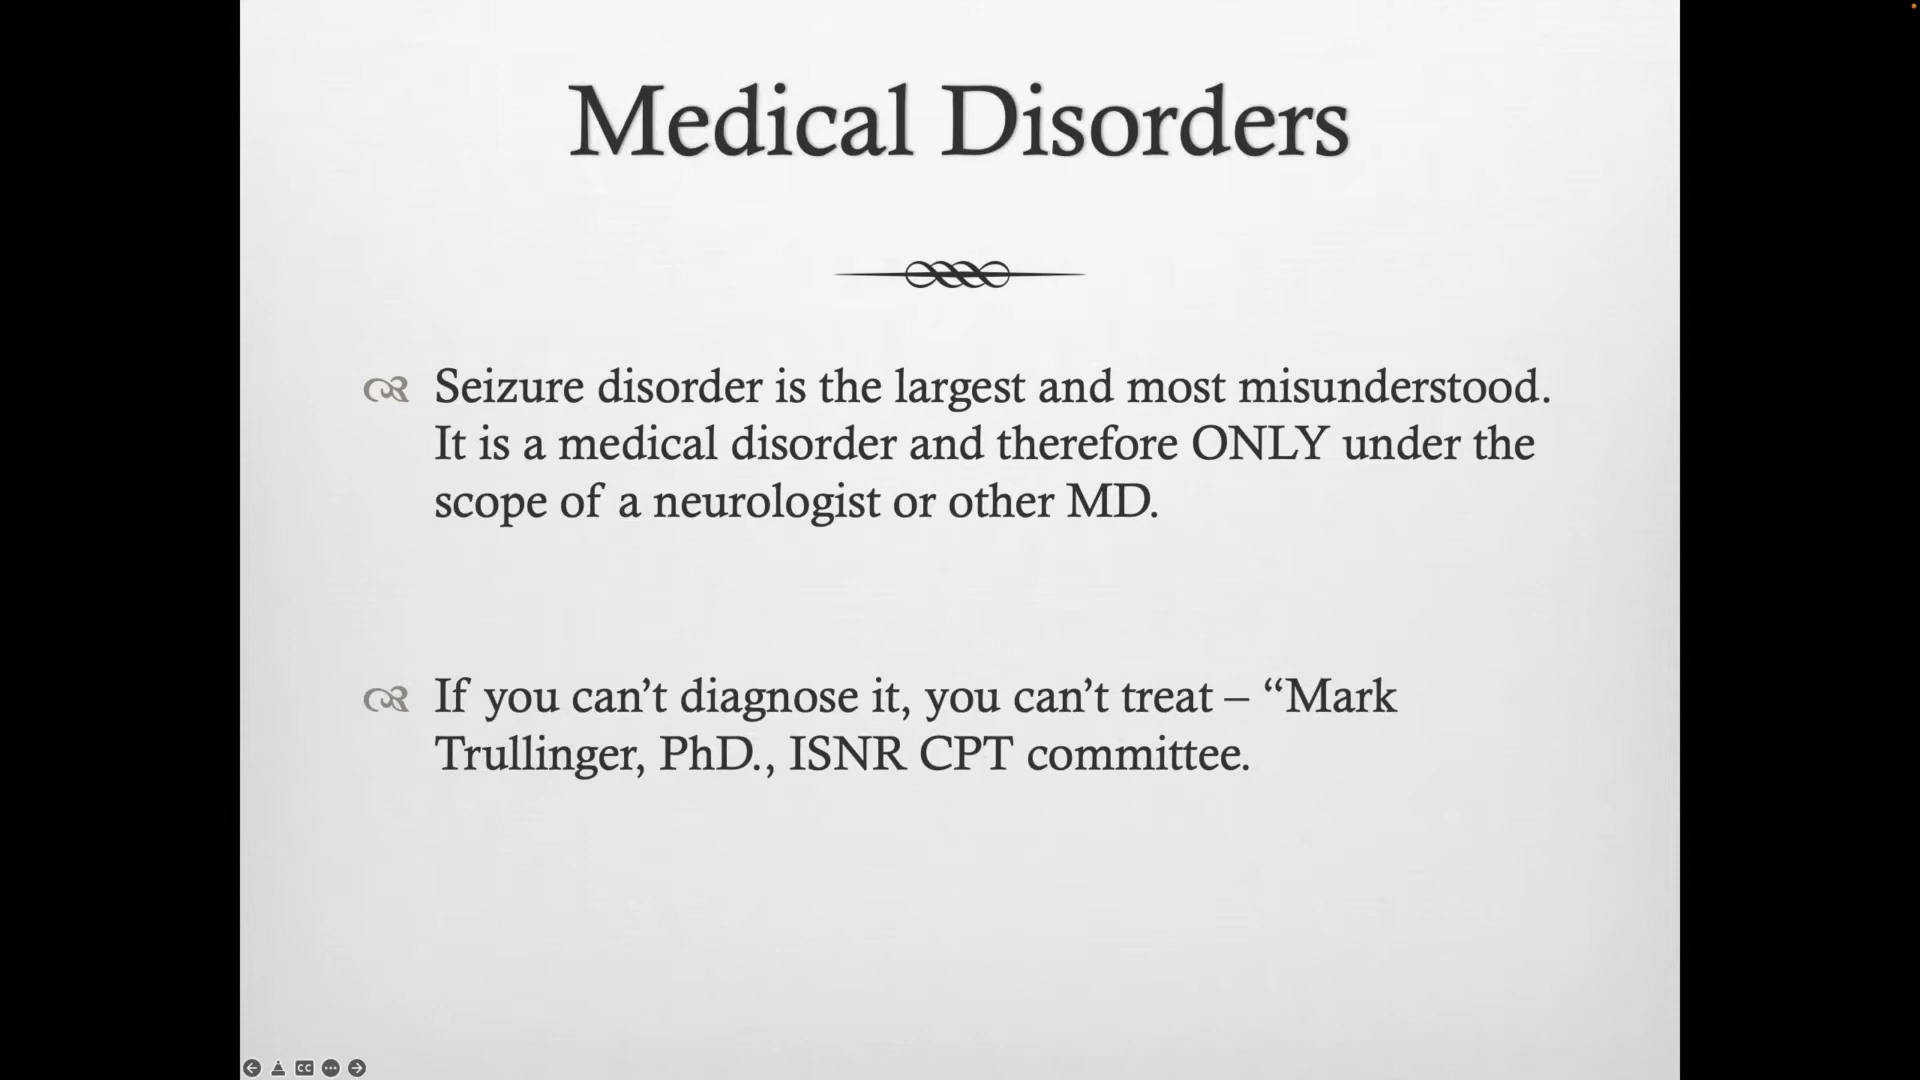 Medical Disorders
Seizure disorder is the largest and most misunderstood.
It is a medical disorder and therefore ONLY under the
scope of a neurologist or other MD.
If you can’t diagnose it, you can’t treat – “Mark
Trullinger, PhD., ISNR CPT committee.
CC